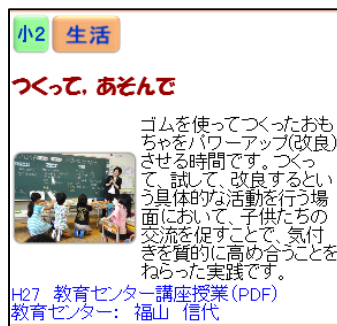 小2 生活
つくって, あそんで
ゴムを使ってつくったおも
ちゃをパワーアップ(改良)
させる時間です。つくっ
て、試して、改良するとい
う具体的な活動を行う場
面において、子供たちの
交流を促すことで、気付
きを質的に高め合うことを
ねらった実践です。
H27 教育センター講座授業(PDF)
教育センター: 福山 信代